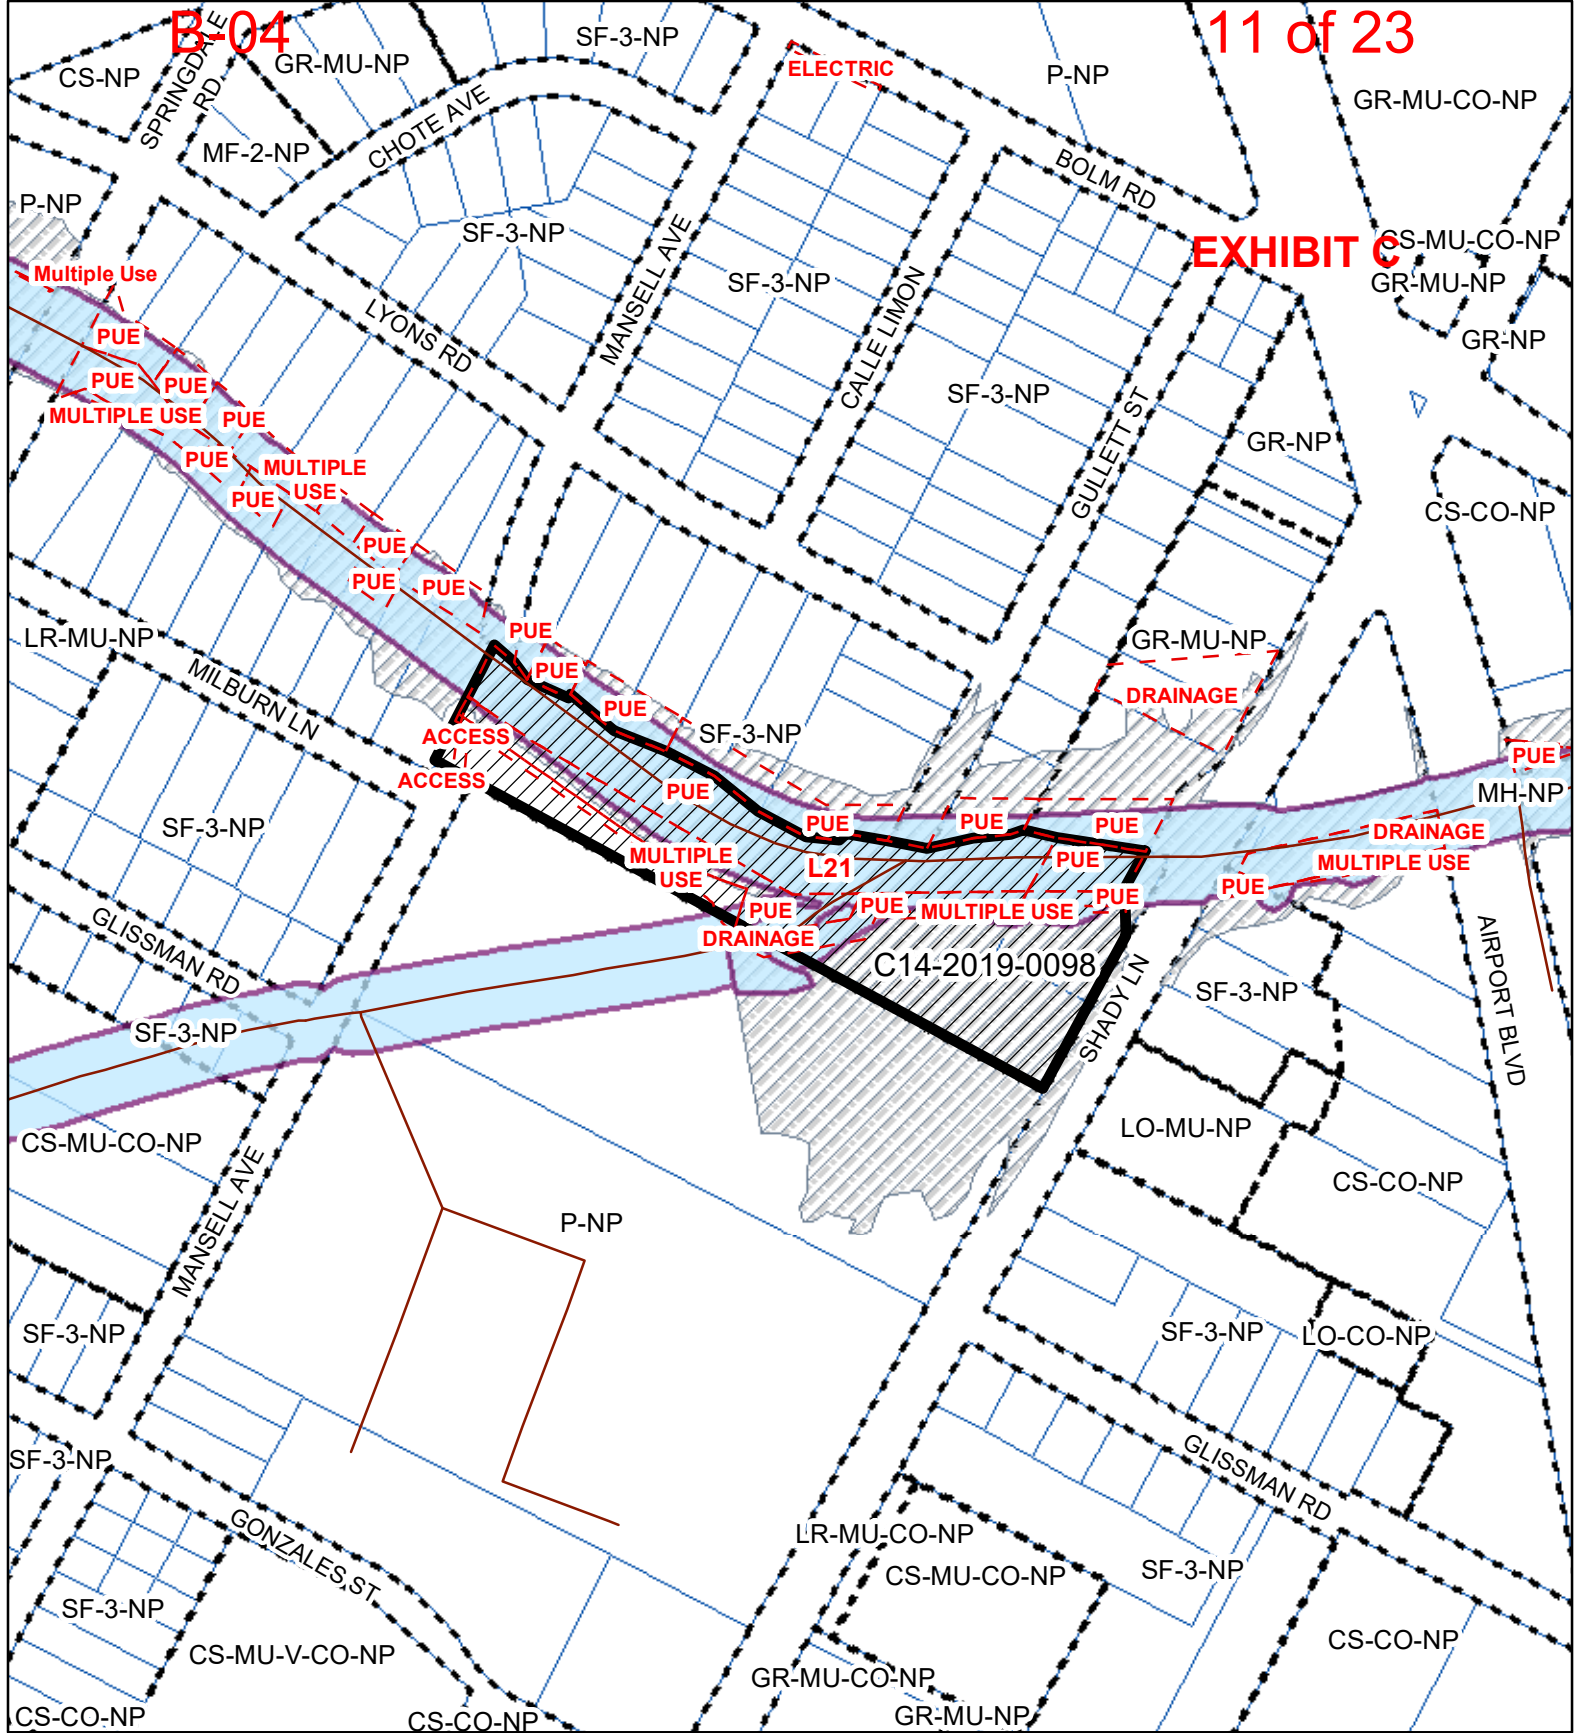 B-04
11 of 23
SF-3-NP
CS-NP
SPRINGDALE
RD
GR-MU-NP
ELECTRIC
P-NP
GR-MU-CO-NP
CHOTE AVE
MF-2-NP
BOLM RD
P-NP
SF-3-NP
EXHIBIT C
CS-MU-CO-NP
Multiple Use
MANSELL AVE
SF-3-NP
GR-MU-NP
CALLE LIMON
PUE
LYONS RD
GR-NP
PUE
PUE
SF-3-NP
MULTIPLE USE
PUE
GULLETT ST
GR-NP
PUE
MULTIPLE
USE
PUE
CS-CO-NP
PUE
PUE
PUE
LR-MU-NP
PUE
GR-MU-NP
MILBURN LN
PUE
DRAINAGE
PUE
ACCESS
SF-3-NP
PUE
ACCESS
PUE
MH-NP
SF-3-NP
PUE
PUE
PUE
DRAINAGE
MULTIPLE
USE
L21
PUE
MULTIPLE USE
PUE
PUE
PUE
PUE
MULTIPLE USE
GLISSMAN RD
DRAINAGE
C14-2019-0098
AIRPORT BLVD
SHADY LN
SF-3-NP
SF-3-NP
CS-MU-CO-NP
LO-MU-NP
MANSELL AVE
CS-CO-NP
P-NP
SF-3-NP
SF-3-NP
LO-CO-NP
SF-3-NP
GLISSMAN RD
GONZALES ST
LR-MU-CO-NP
CS-MU-CO-NP
SF-3-NP
SF-3-NP
CS-MU-V-CO-NP
CS-CO-NP
GR-MU-CO-NP
CS-CO-NP
CS-CO-NP
GR-MU-NP